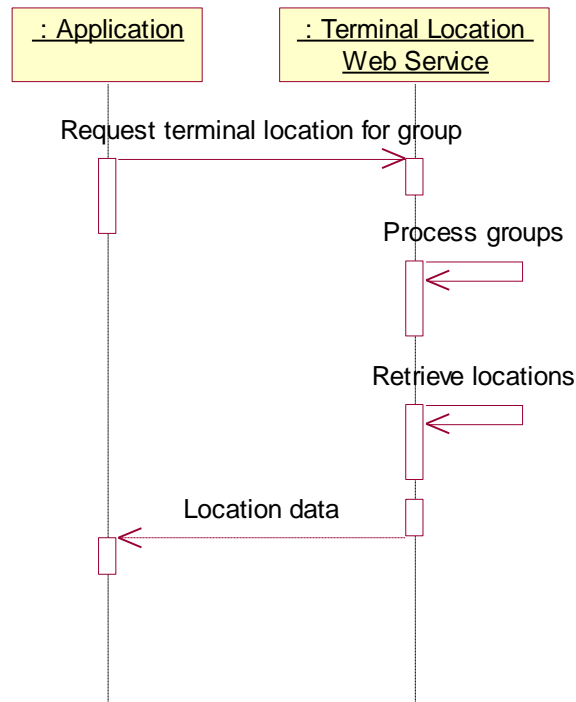 : Application
: Terminal Location
Web Service
Request terminal location for group
Process groups
Retrieve locations
Location data